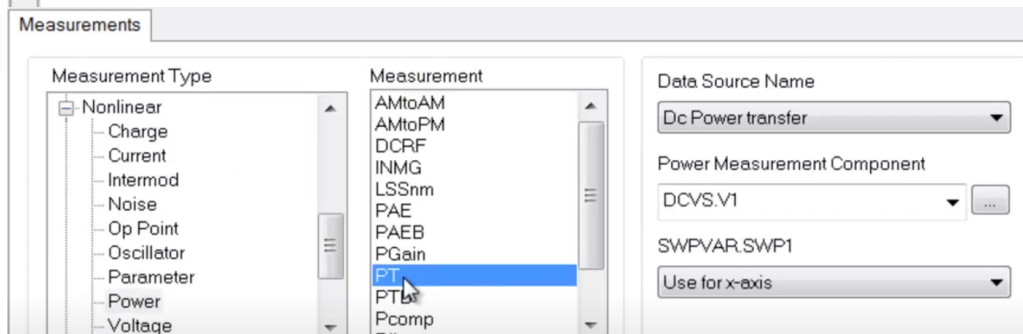 Measurements
Measurement Type
Nonlinear
Charge
Current
Intermod
Noise
Op Point
Oscillator
Parameter
Power
Voltage
Measurement
AMtoAM
AMtoPM
DCRF
INMG
LSSnm
PAE
PAEB
PGain
PT
Pcomp
Data Source Name
Dc Power transfer
Power Measurement Component
DCVS.V1
...
SWPVAR.SWP1
Use for x-axis